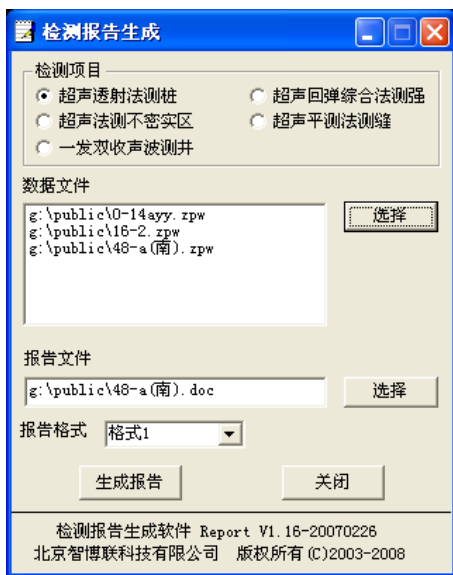 检测报告生成
检测项目
超声透射法测桩 超声回弹综合法测强
超声法测不密实区 超声平测法测缝
一发双收声波测井
数据文件
g:\public\0-14ayy.zpw
选择
g:\public\16-2.zpw
g:\public\48-a(南).zpw
报告文件
g:\public\48-a(南).doc
选择
报告格式 格式1
生成报告 关闭
检测报告生成软件 Report V1.16-20070226
北京智博联科技有限公司 版权所有(C)2003-2008